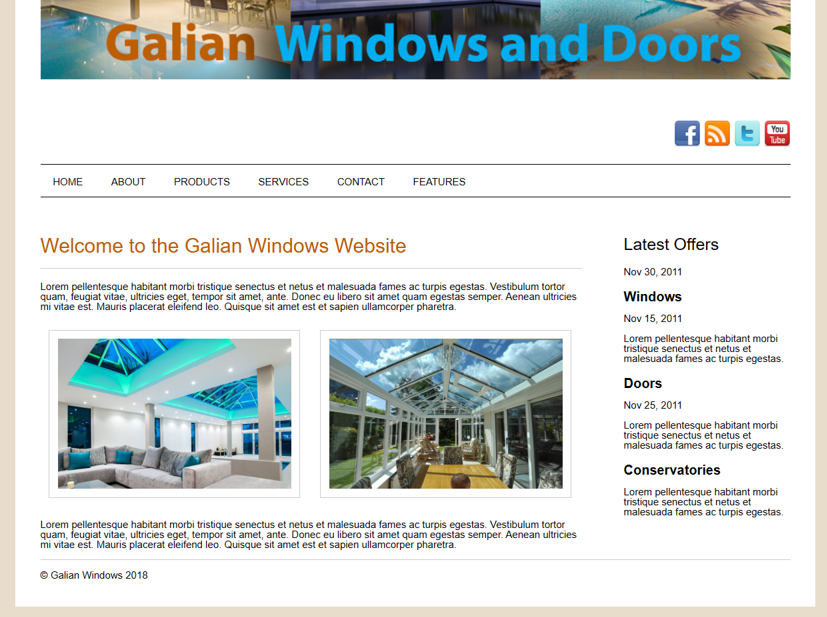 Galian Windows and Doors
f
t
You
Tube
HOME ABOUT PRODUCTS SERVICES CONTACT FEATURES
Welcome to the Galian Windows Website
Lorem pellentesque habitant morbi tristique senectus et netus et malesuada fames ac turpis egestas. Vestibulum tortor
quam, feugiat vitae, ultricies eget, tempor sit amet, ante. Donec eu libero sit amet quam egestas semper. Aenean ultricies
mi vitae est. Mauris placerat eleifend leo. Quisque sit amet est et sapien ullamcorper pharetra.
Lorem pellentesque habitant morbi tristique senectus et netus et malesuada fames ac turpis egestas. Vestibulum tortor
quam, feugiat vitae, ultricies eget, tempor sit amet, ante. Donec eu libero sit amet quam egestas semper. Aenean ultricies
mi vitae est. Mauris placerat eleifend leo. Quisque sit amet est et sapien ullamcorper pharetra.
Latest Offers
Nov 30, 2011
Windows
Nov 15, 2011
Lorem pellentesque habitant morbi
tristique senectus et netus et
malesuada fames ac turpis egestas.
Doors
Nov 25, 2011
Lorem pellentesque habitant morbi
tristique senectus et netus et
malesuada fames ac turpis egestas.
Conservatories
Lorem pellentesque habitant morbi
tristique senectus et netus et
malesuada fames ac turpis egestas.
© Galian Windows 2018